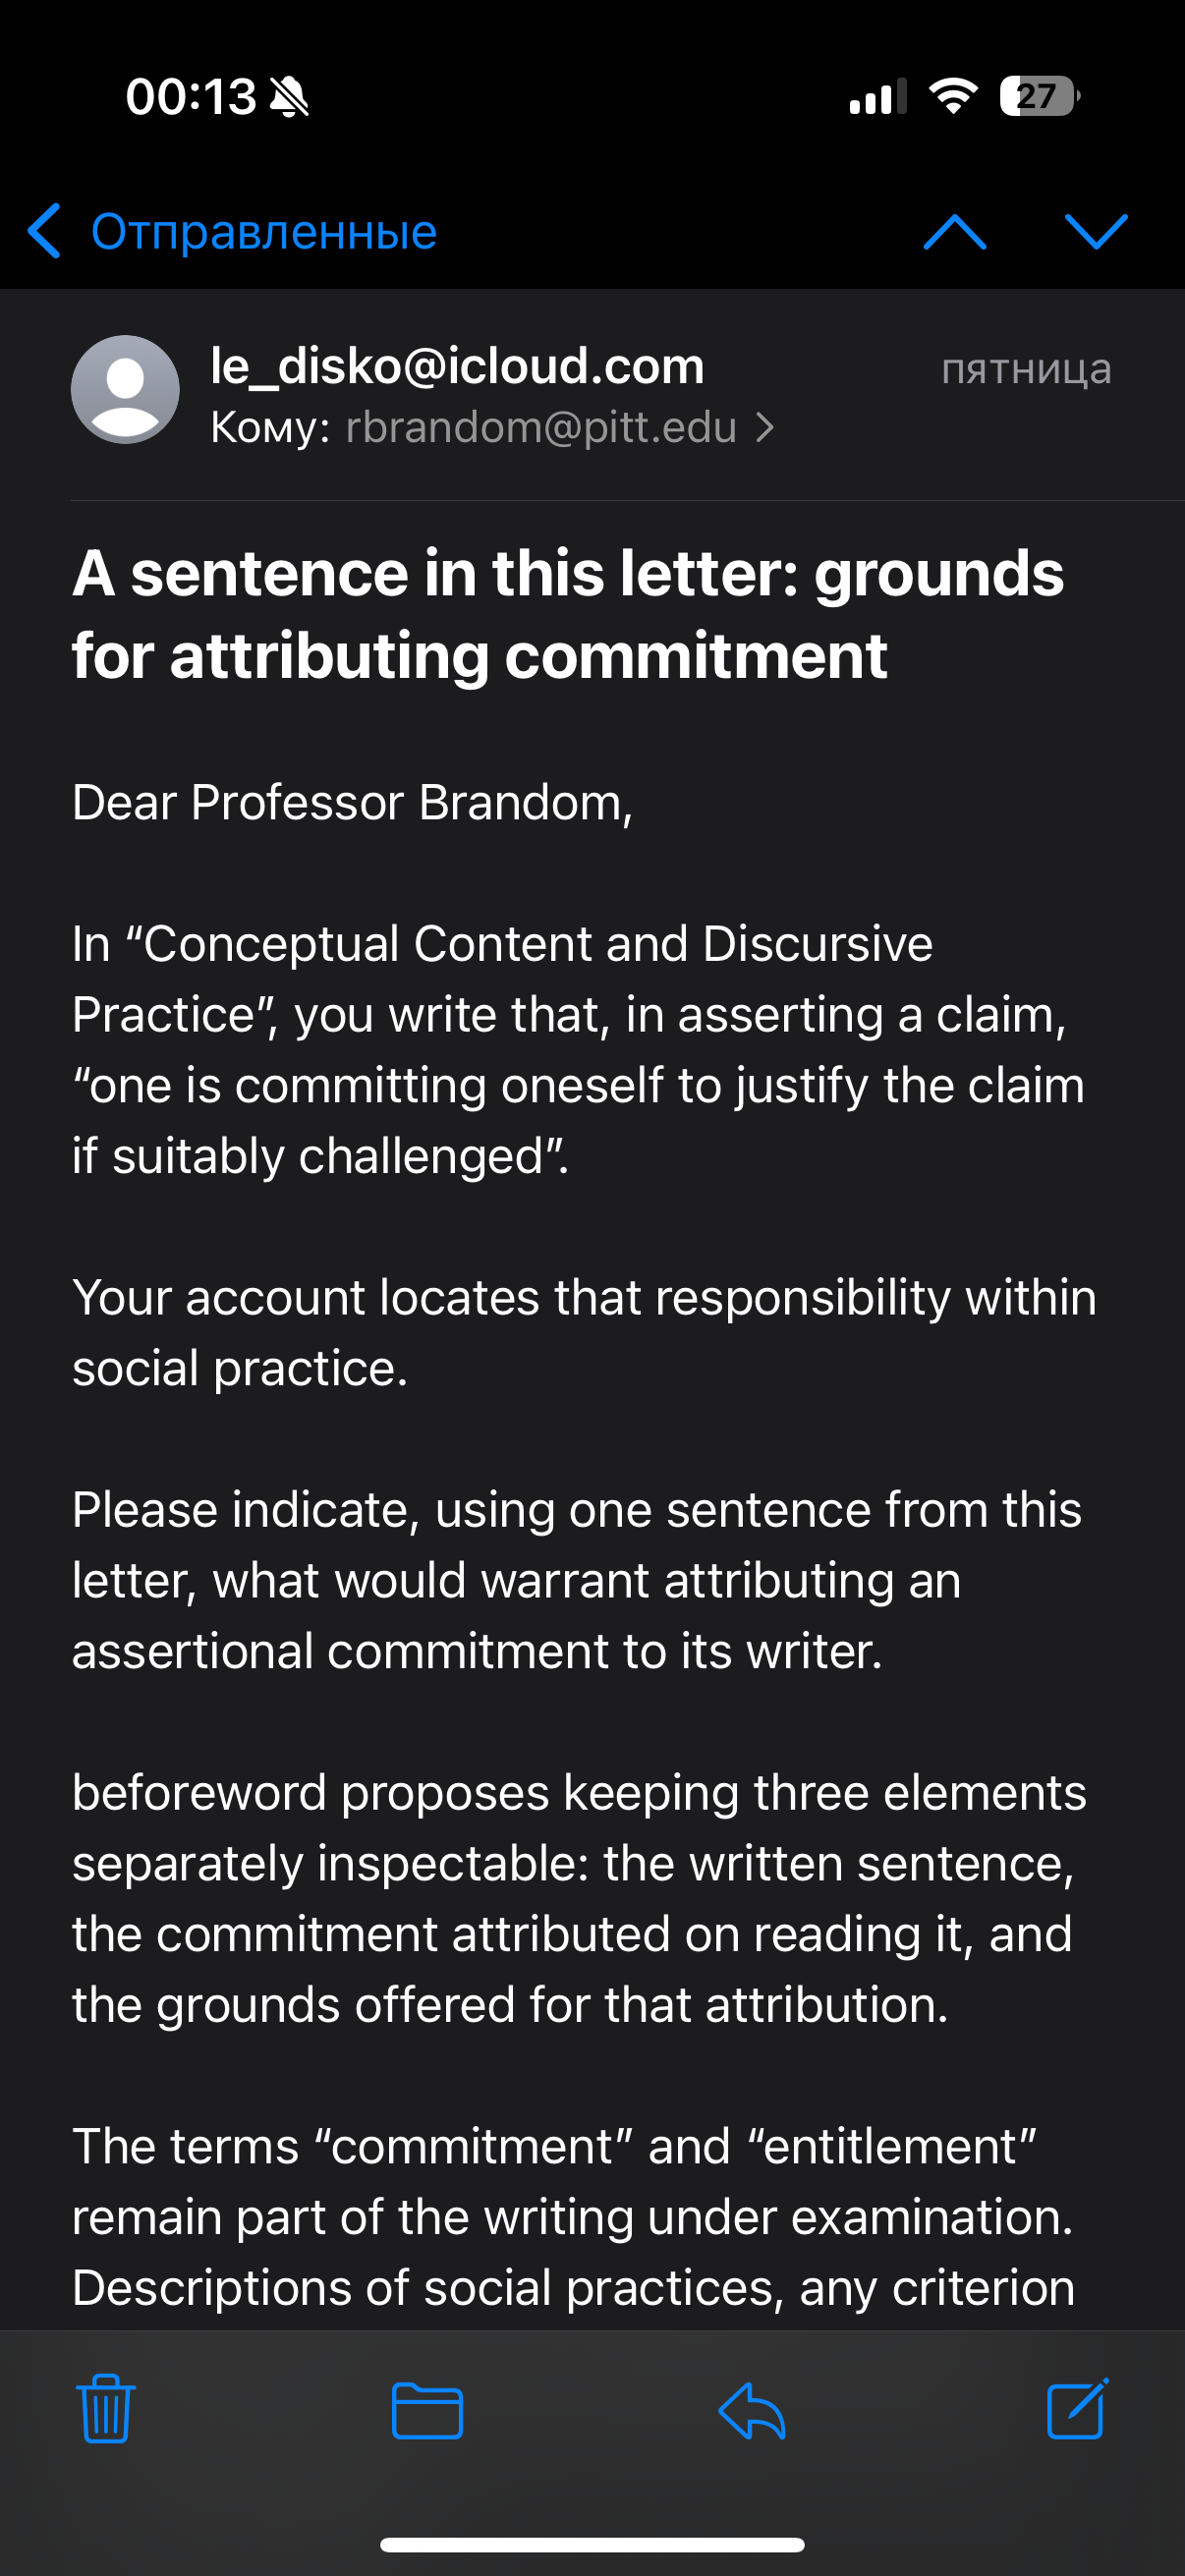 00:13
27
Отправленные
le_disko@icloud.com
пятница
Кому: rbrandom@pitt.edu
A sentence in this letter: grounds
for attributing commitment
Dear Professor Brandom,
In “Conceptual Content and Discursive
Practice”, you write that, in asserting a claim,
“one is committing oneself to justify the claim
if suitably challenged”.
Your account locates that responsibility within
social practice.
Please indicate, using one sentence from this
letter, what would warrant attributing an
assertional commitment to its writer.
beforeword proposes keeping three elements
separately inspectable: the written sentence,
the commitment attributed on reading it, and
the grounds offered for that attribution.
The terms “commitment” and “entitlement”
remain part of the writing under examination.
Descriptions of social practices, any criterion